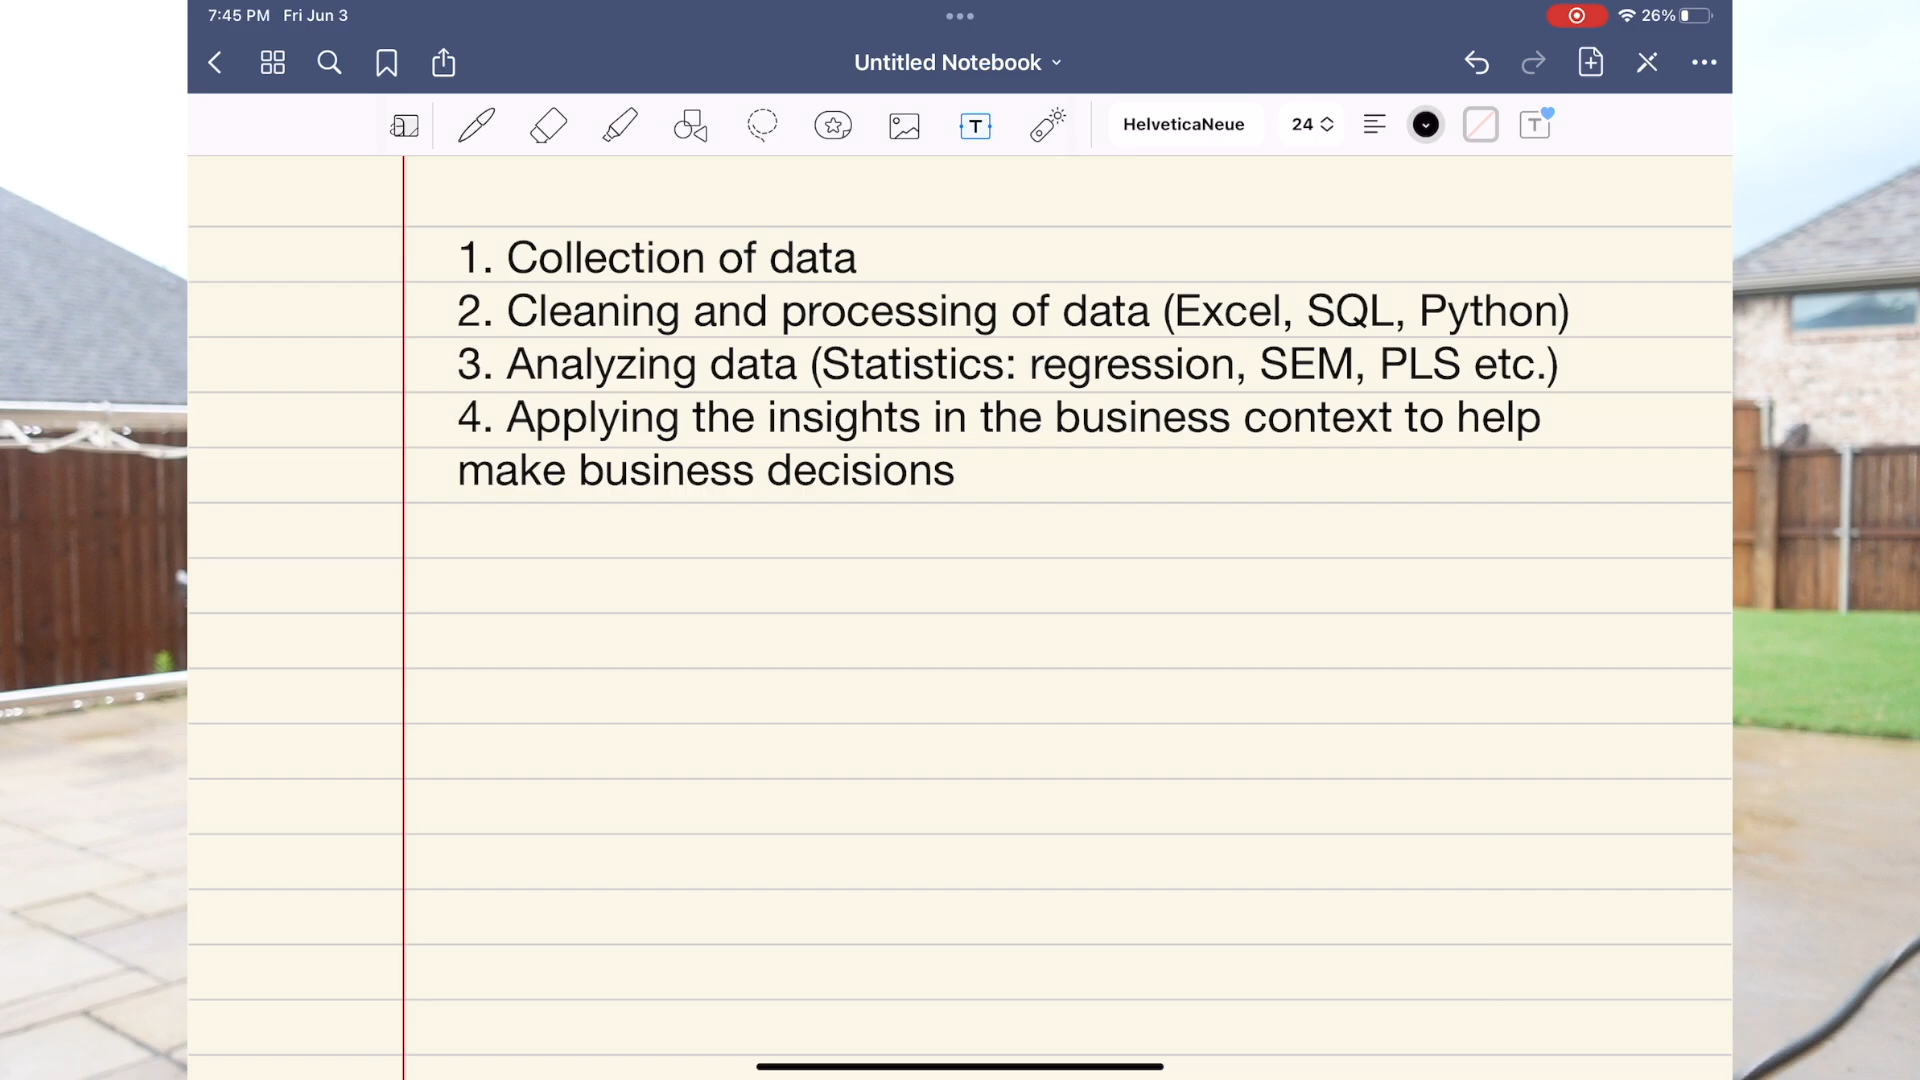 7:45 PM Fri Jun 3
26%
Untitled Notebook
T
HelveticaNeue
24
T
1. Collection of data
2. Cleaning and processing of data (Excel, SQL, Python)
3. Analyzing data (Statistics: regression, SEM, PLS etc.)
4. Applying the insights in the business context to help
make business decisions